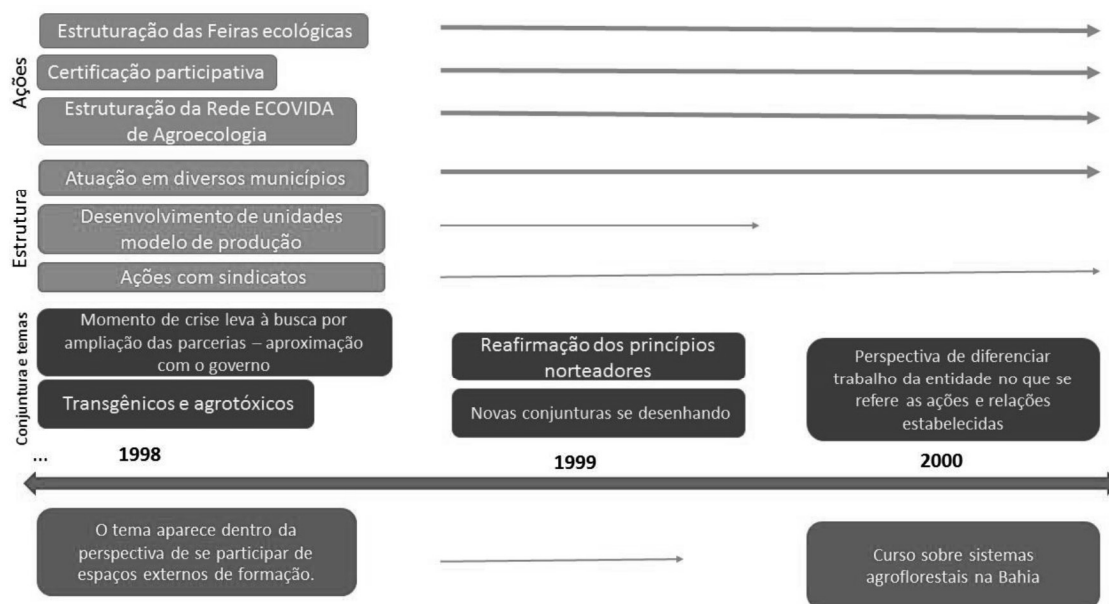 Ações
Estruturação das Feiras ecológicas
Certificação participativa
Estruturação da Rede ECOVIDA
de Agroecologia
Estrutura
Atuação em diversos municípios
Desenvolvimento de unidades
modelo de produção
Ações com sindicatos
Conjuntura e temas
Momento de crise leva à busca por
ampliação das parcerias – aproximação
com o governo
Transgênicos e agrotóxicos
Reafirmação dos princípios
norteadores
Novas conjunturas se desenhando
Perspectiva de diferenciar
trabalho da entidade no que se
refere as ações e relações
estabelecidas
... 1998 1999 2000
O tema aparece dentro da
perspectiva de se participar de
espaços externos de formação.
Curso sobre sistemas
agroflorestais na Bahia